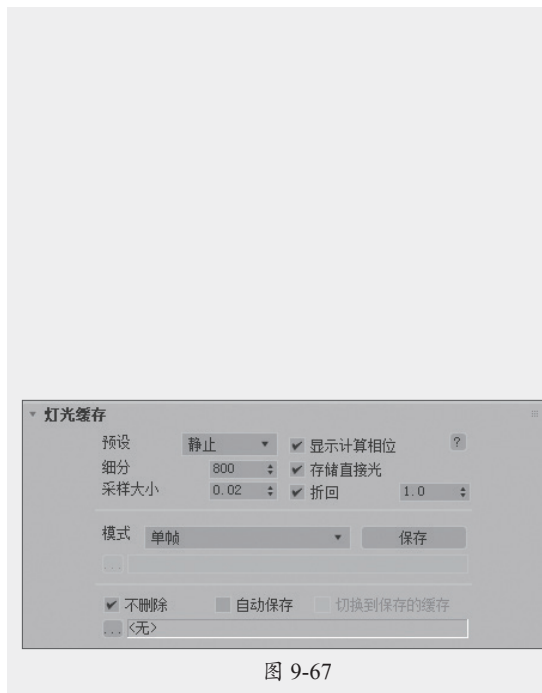 灯光缓存
预设 静止 显示计算相位 ?
细分 800 存储直接光
采样大小 0.02 折回 1.0
模式 单帧 保存
...
不删除 自动保存 切换到保存的缓存
... <无>
图 9-67